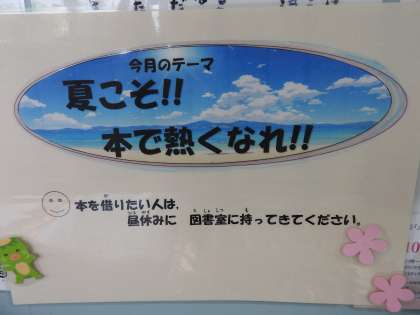 今月のテーマ
夏こそ!!
本で熱くなれ!!
本を借りたい人は、
昼休みに 図書室に持ってきてください。